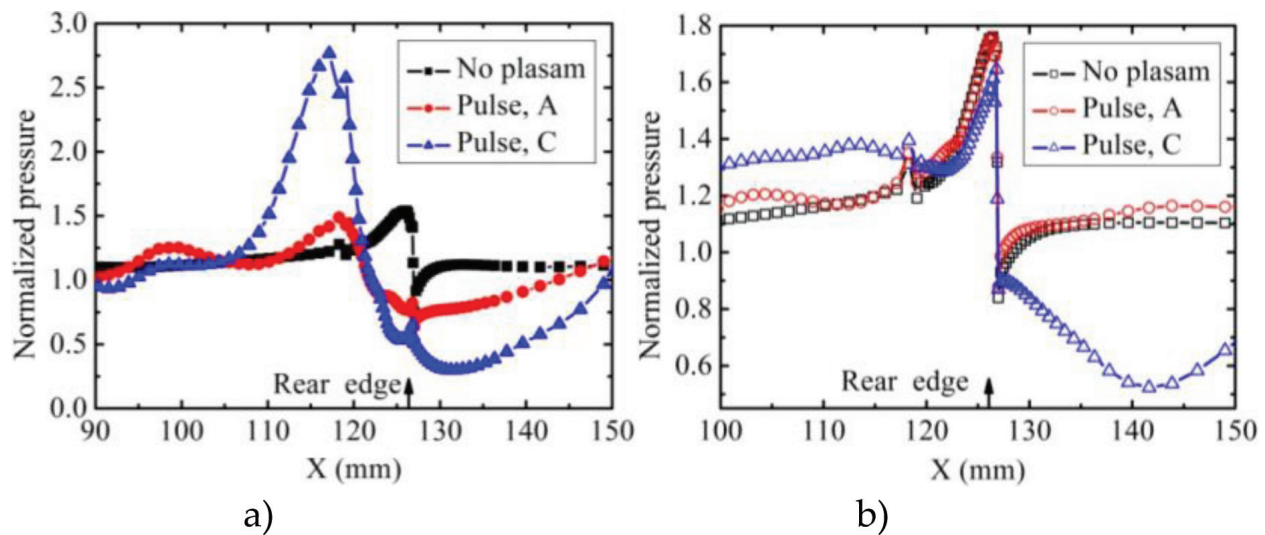 3.0
2.5
2.0
1.5
1.0
0.5
0.0
Normalized pressure
No plasam
Pulse, A
Pulse, C
Rear edge
90 100 110 120 130 140 150
X (mm)
a)
1.8
1.6
1.4
1.2
1.0
0.8
0.6
Normalized pressure
No plasam
Pulse, A
Pulse, C
Rear edge
100 110 120 130 140 150
X (mm)
b)